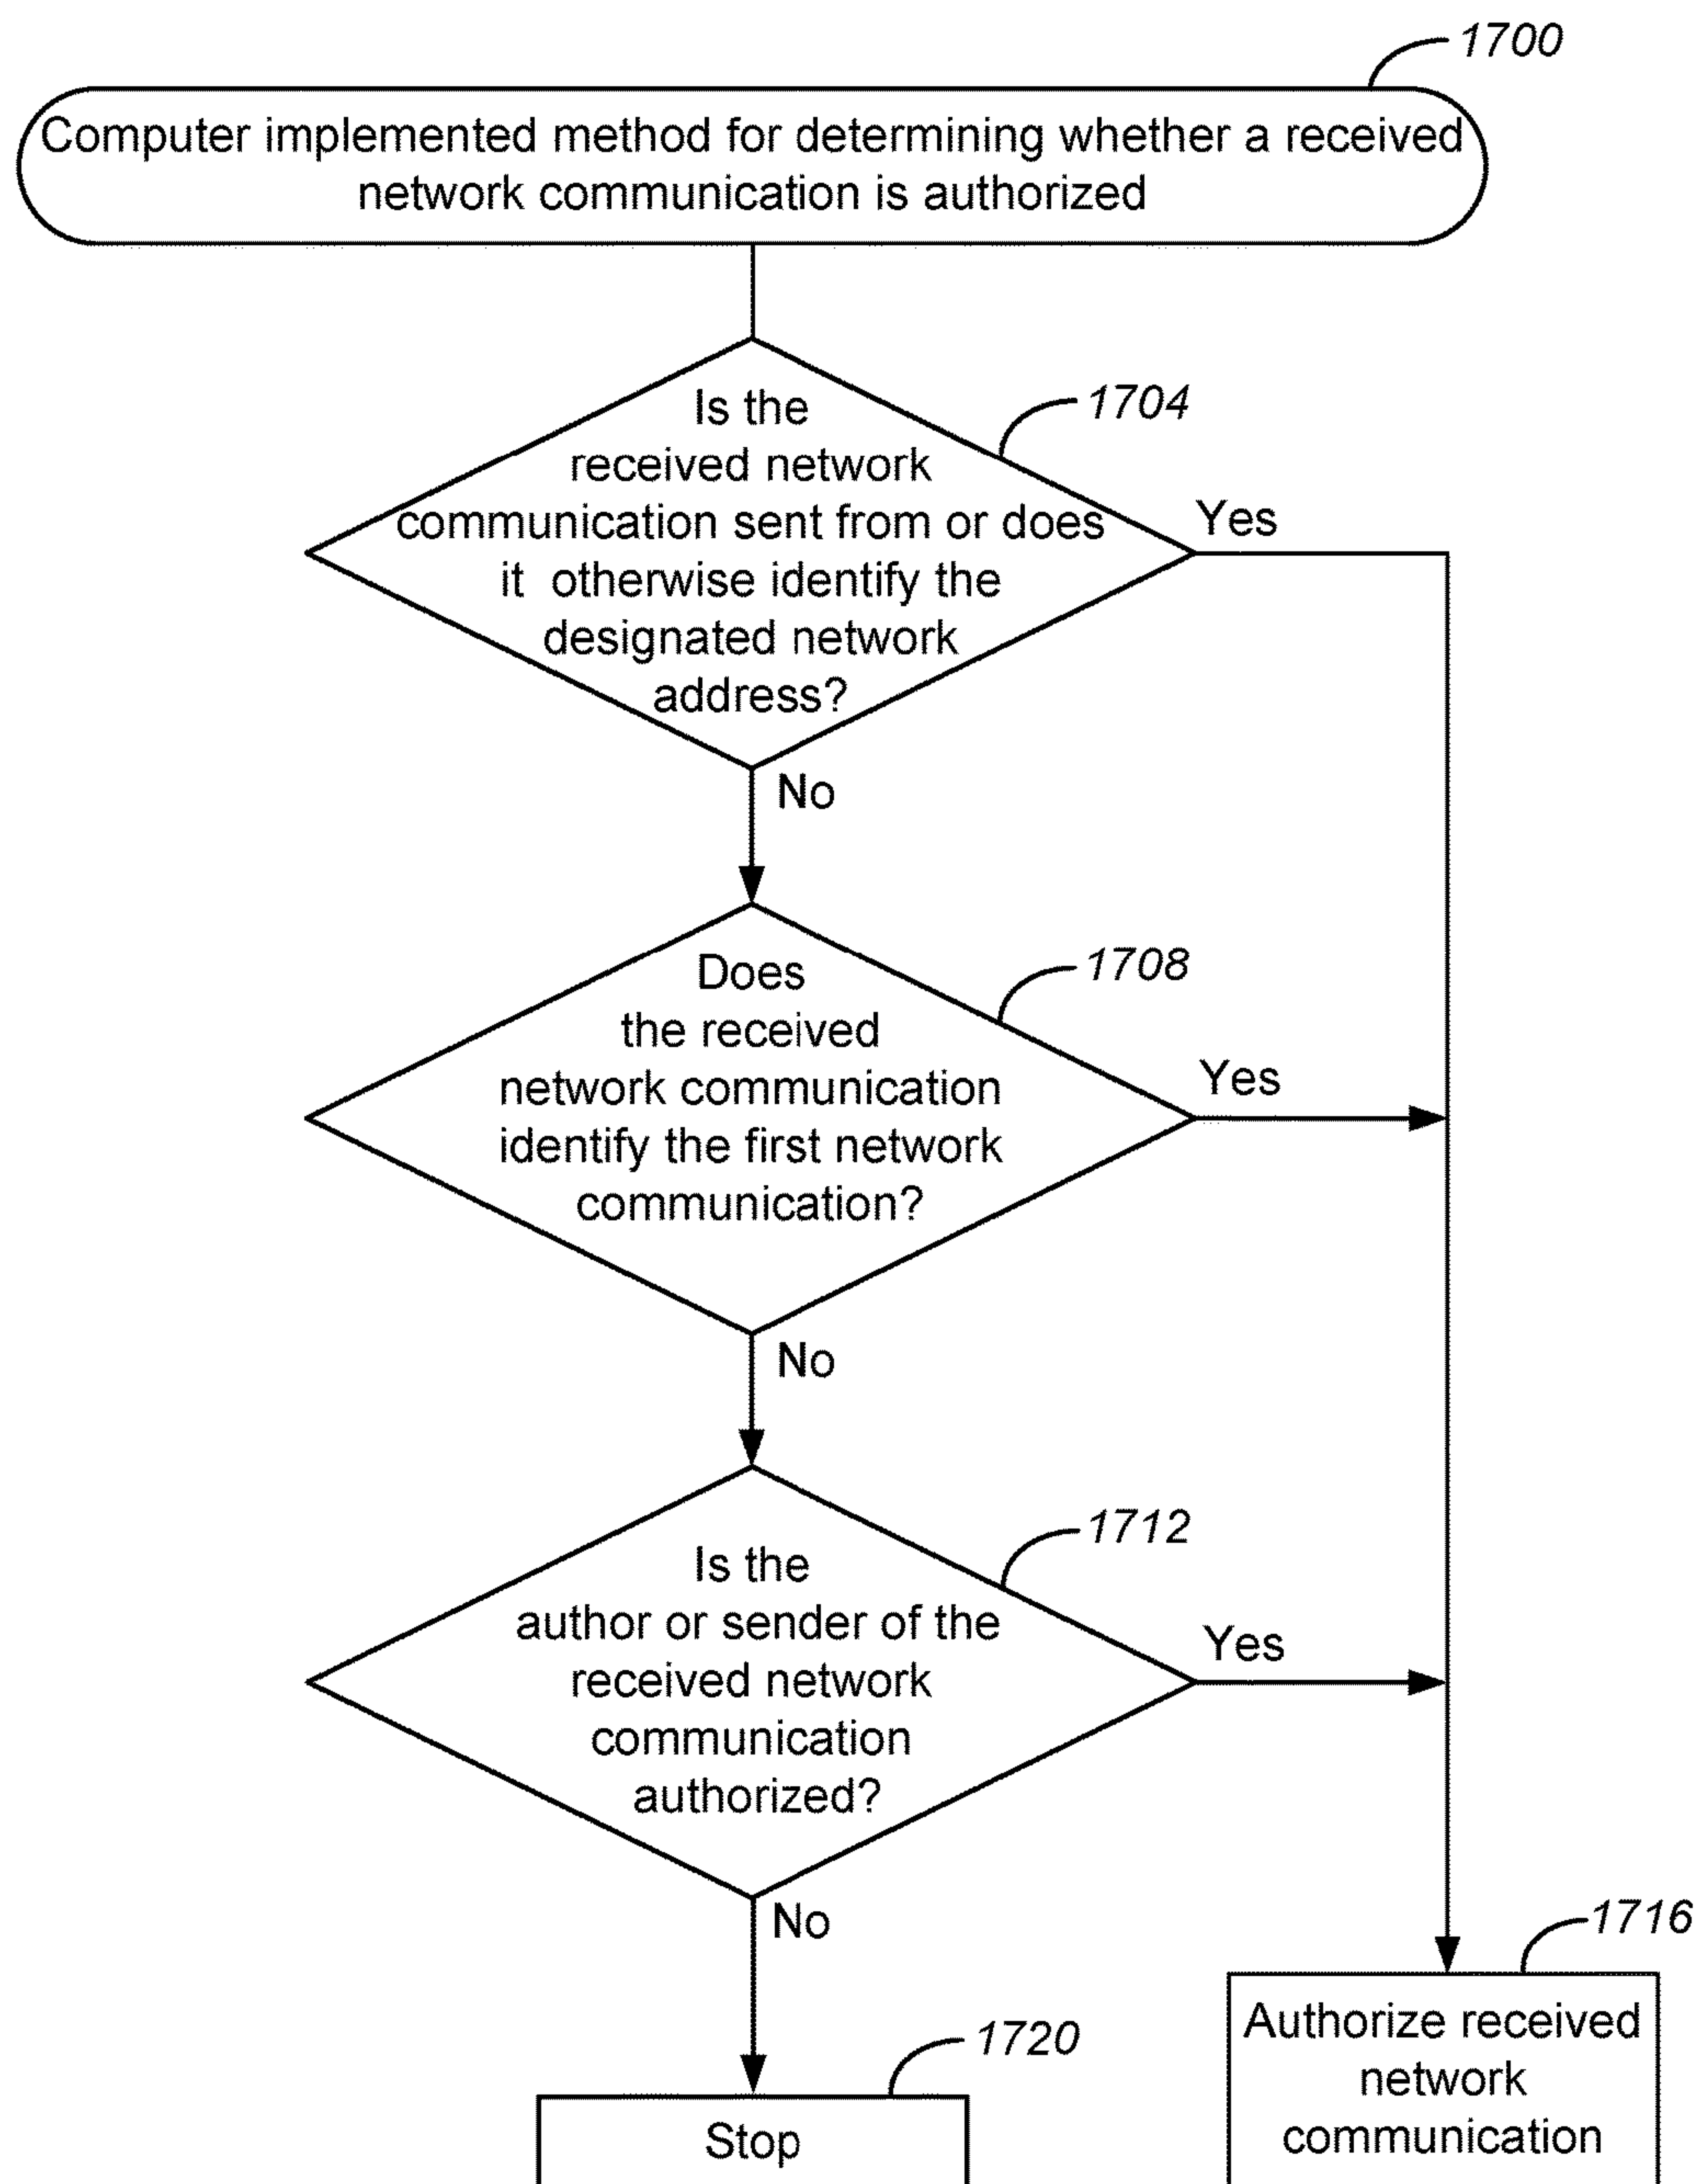 1700
Computer implemented method for determining whether a received
network communication is authorized
1704
Is the
received network
communication sent from or does
it otherwise identify the
designated network
address?
Yes
No
1708
Does
the received
network communication
identify the first network
communication?
Yes
No
1712
Is the
author or sender of the
received network
communication
authorized?
Yes
No
1716
Authorize received
network
communication
1720
Stop